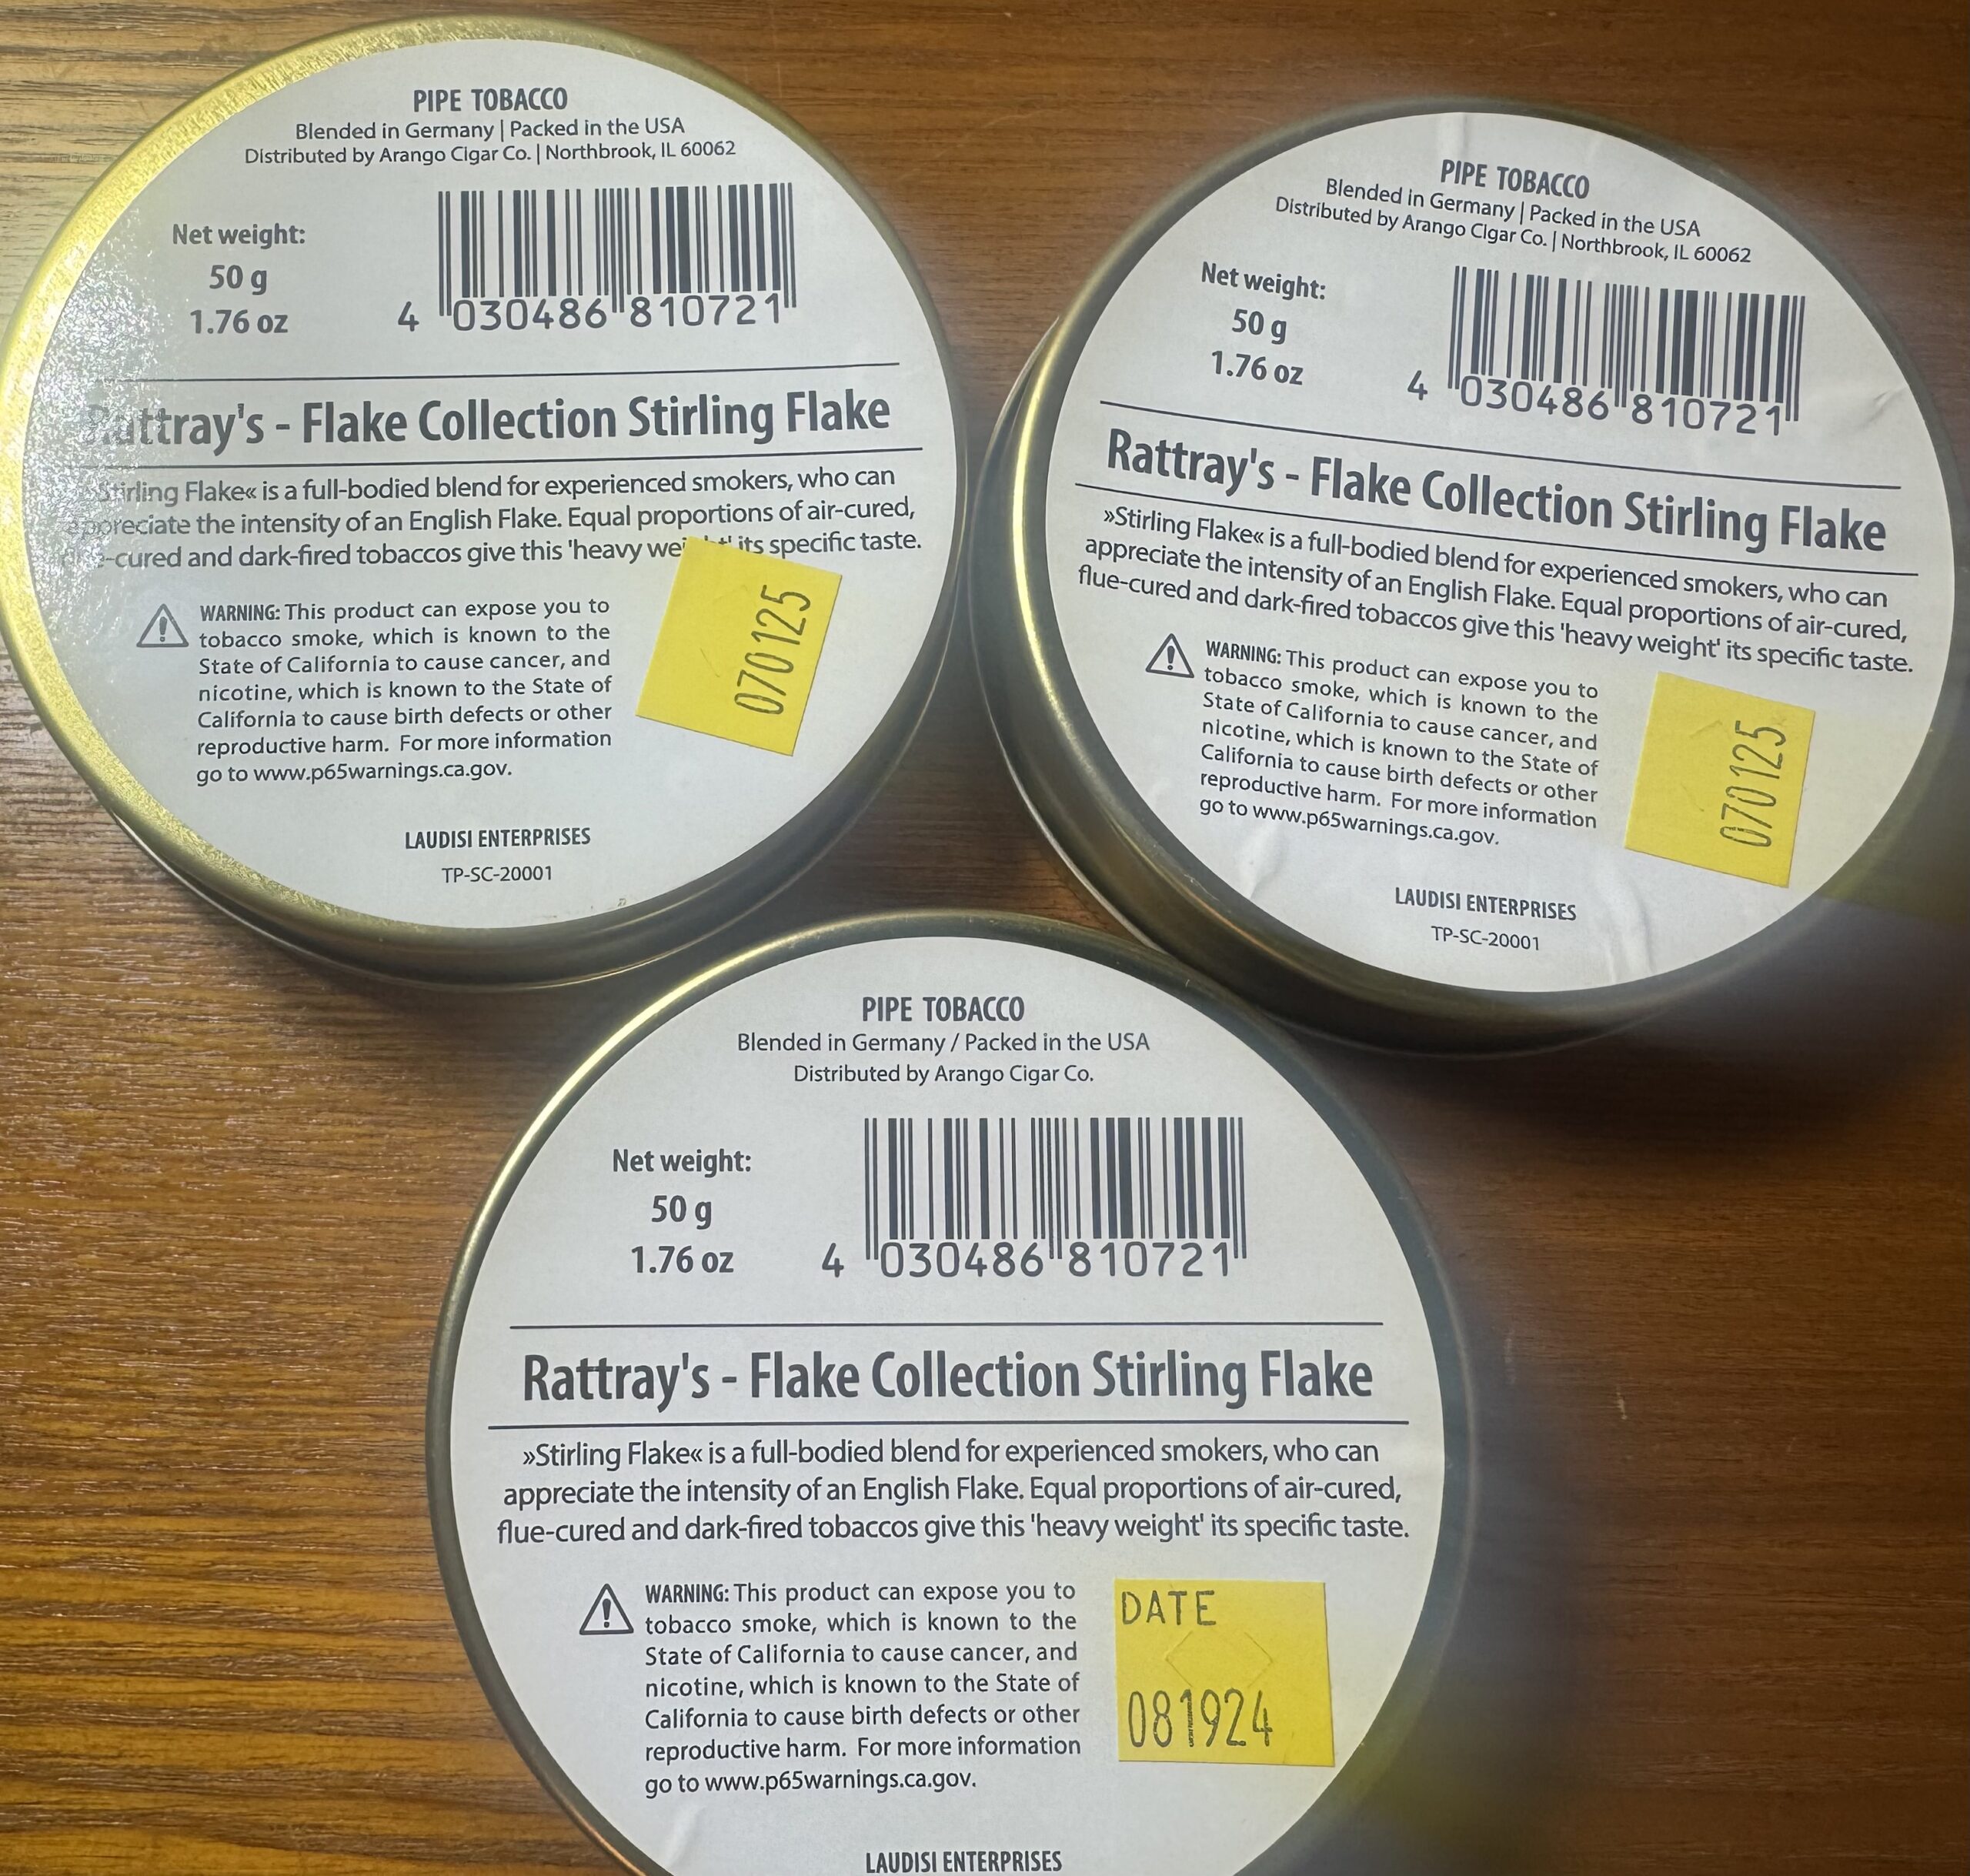 PIPE TOBACCO
Blended in Germany | Packed in the USA
Distributed by Arango Cigar Co. | Northbrook, IL 60062
Net weight:
50 g
1.76 oz
4 030486 810721
Rattray's - Flake Collection Stirling Flake
Stirling Flake« is a full-bodied blend for experienced smokers, who can
appreciate the intensity of an English Flake. Equal proportions of air-cured,
-cured and dark-fired tobaccos give this 'heavy weight' its specific taste.
WARNING: This product can expose you to
tobacco smoke, which is known to the
State of California to cause cancer, and
nicotine, which is known to the State of
California to cause birth defects or other
reproductive harm. For more information
go to www.p65warnings.ca.gov.
070125
LAUDISI ENTERPRISES
TP-SC-20001
PIPE TOBACCO
Blended in Germany | Packed in the USA
Distributed by Arango Cigar Co. | Northbrook, IL 60062
Net weight:
50 g
1.76 oz
4 030486 810721
Rattray's - Flake Collection Stirling Flake
»Stirling Flake« is a full-bodied blend for experienced smokers, who can
appreciate the intensity of an English Flake. Equal proportions of air-cured,
flue-cured and dark-fired tobaccos give this 'heavy weight' its specific taste.
WARNING: This product can expose you to
tobacco smoke, which is known to the
State of California to cause cancer, and
nicotine, which is known to the State of
California to cause birth defects or other
reproductive harm. For more information
go to www.p65warnings.ca.gov.
070125
LAUDISI ENTERPRISES
TP-SC-20001
PIPE TOBACCO
Blended in Germany / Packed in the USA
Distributed by Arango Cigar Co.
Net weight:
50 g
1.76 oz
4 030486 810721
Rattray's - Flake Collection Stirling Flake
»Stirling Flake« is a full-bodied blend for experienced smokers, who can
appreciate the intensity of an English Flake. Equal proportions of air-cured,
flue-cured and dark-fired tobaccos give this 'heavy weight' its specific taste.
WARNING: This product can expose you to
tobacco smoke, which is known to the
State of California to cause cancer, and
nicotine, which is known to the State of
California to cause birth defects or other
reproductive harm. For more information
go to www.p65warnings.ca.gov.
DATE
081924
LAUDISI ENTERPRISES